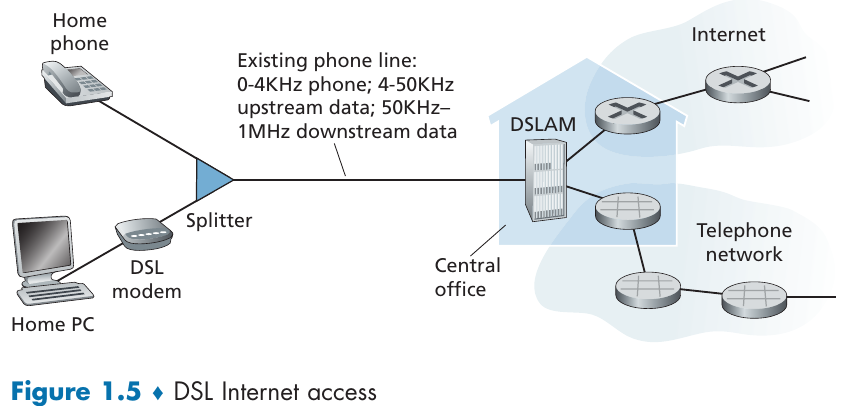 Home
phone
Existing phone line:
0-4KHz phone; 4-50KHz
upstream data; 50KHz–
1MHz downstream data
Internet
DSLAM
Splitter
DSL
modem
Home PC
Central
office
Telephone
network
Figure 1.5 ♦ DSL Internet access